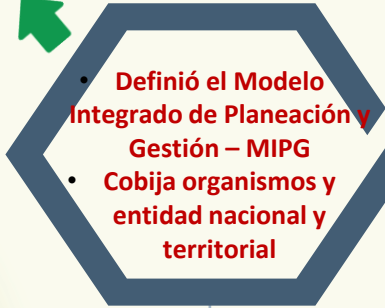 • Definió el Modelo
Integrado de Planeación y
Gestión – MIPG
• Cobija organismos y
entidad nacional y
territorial